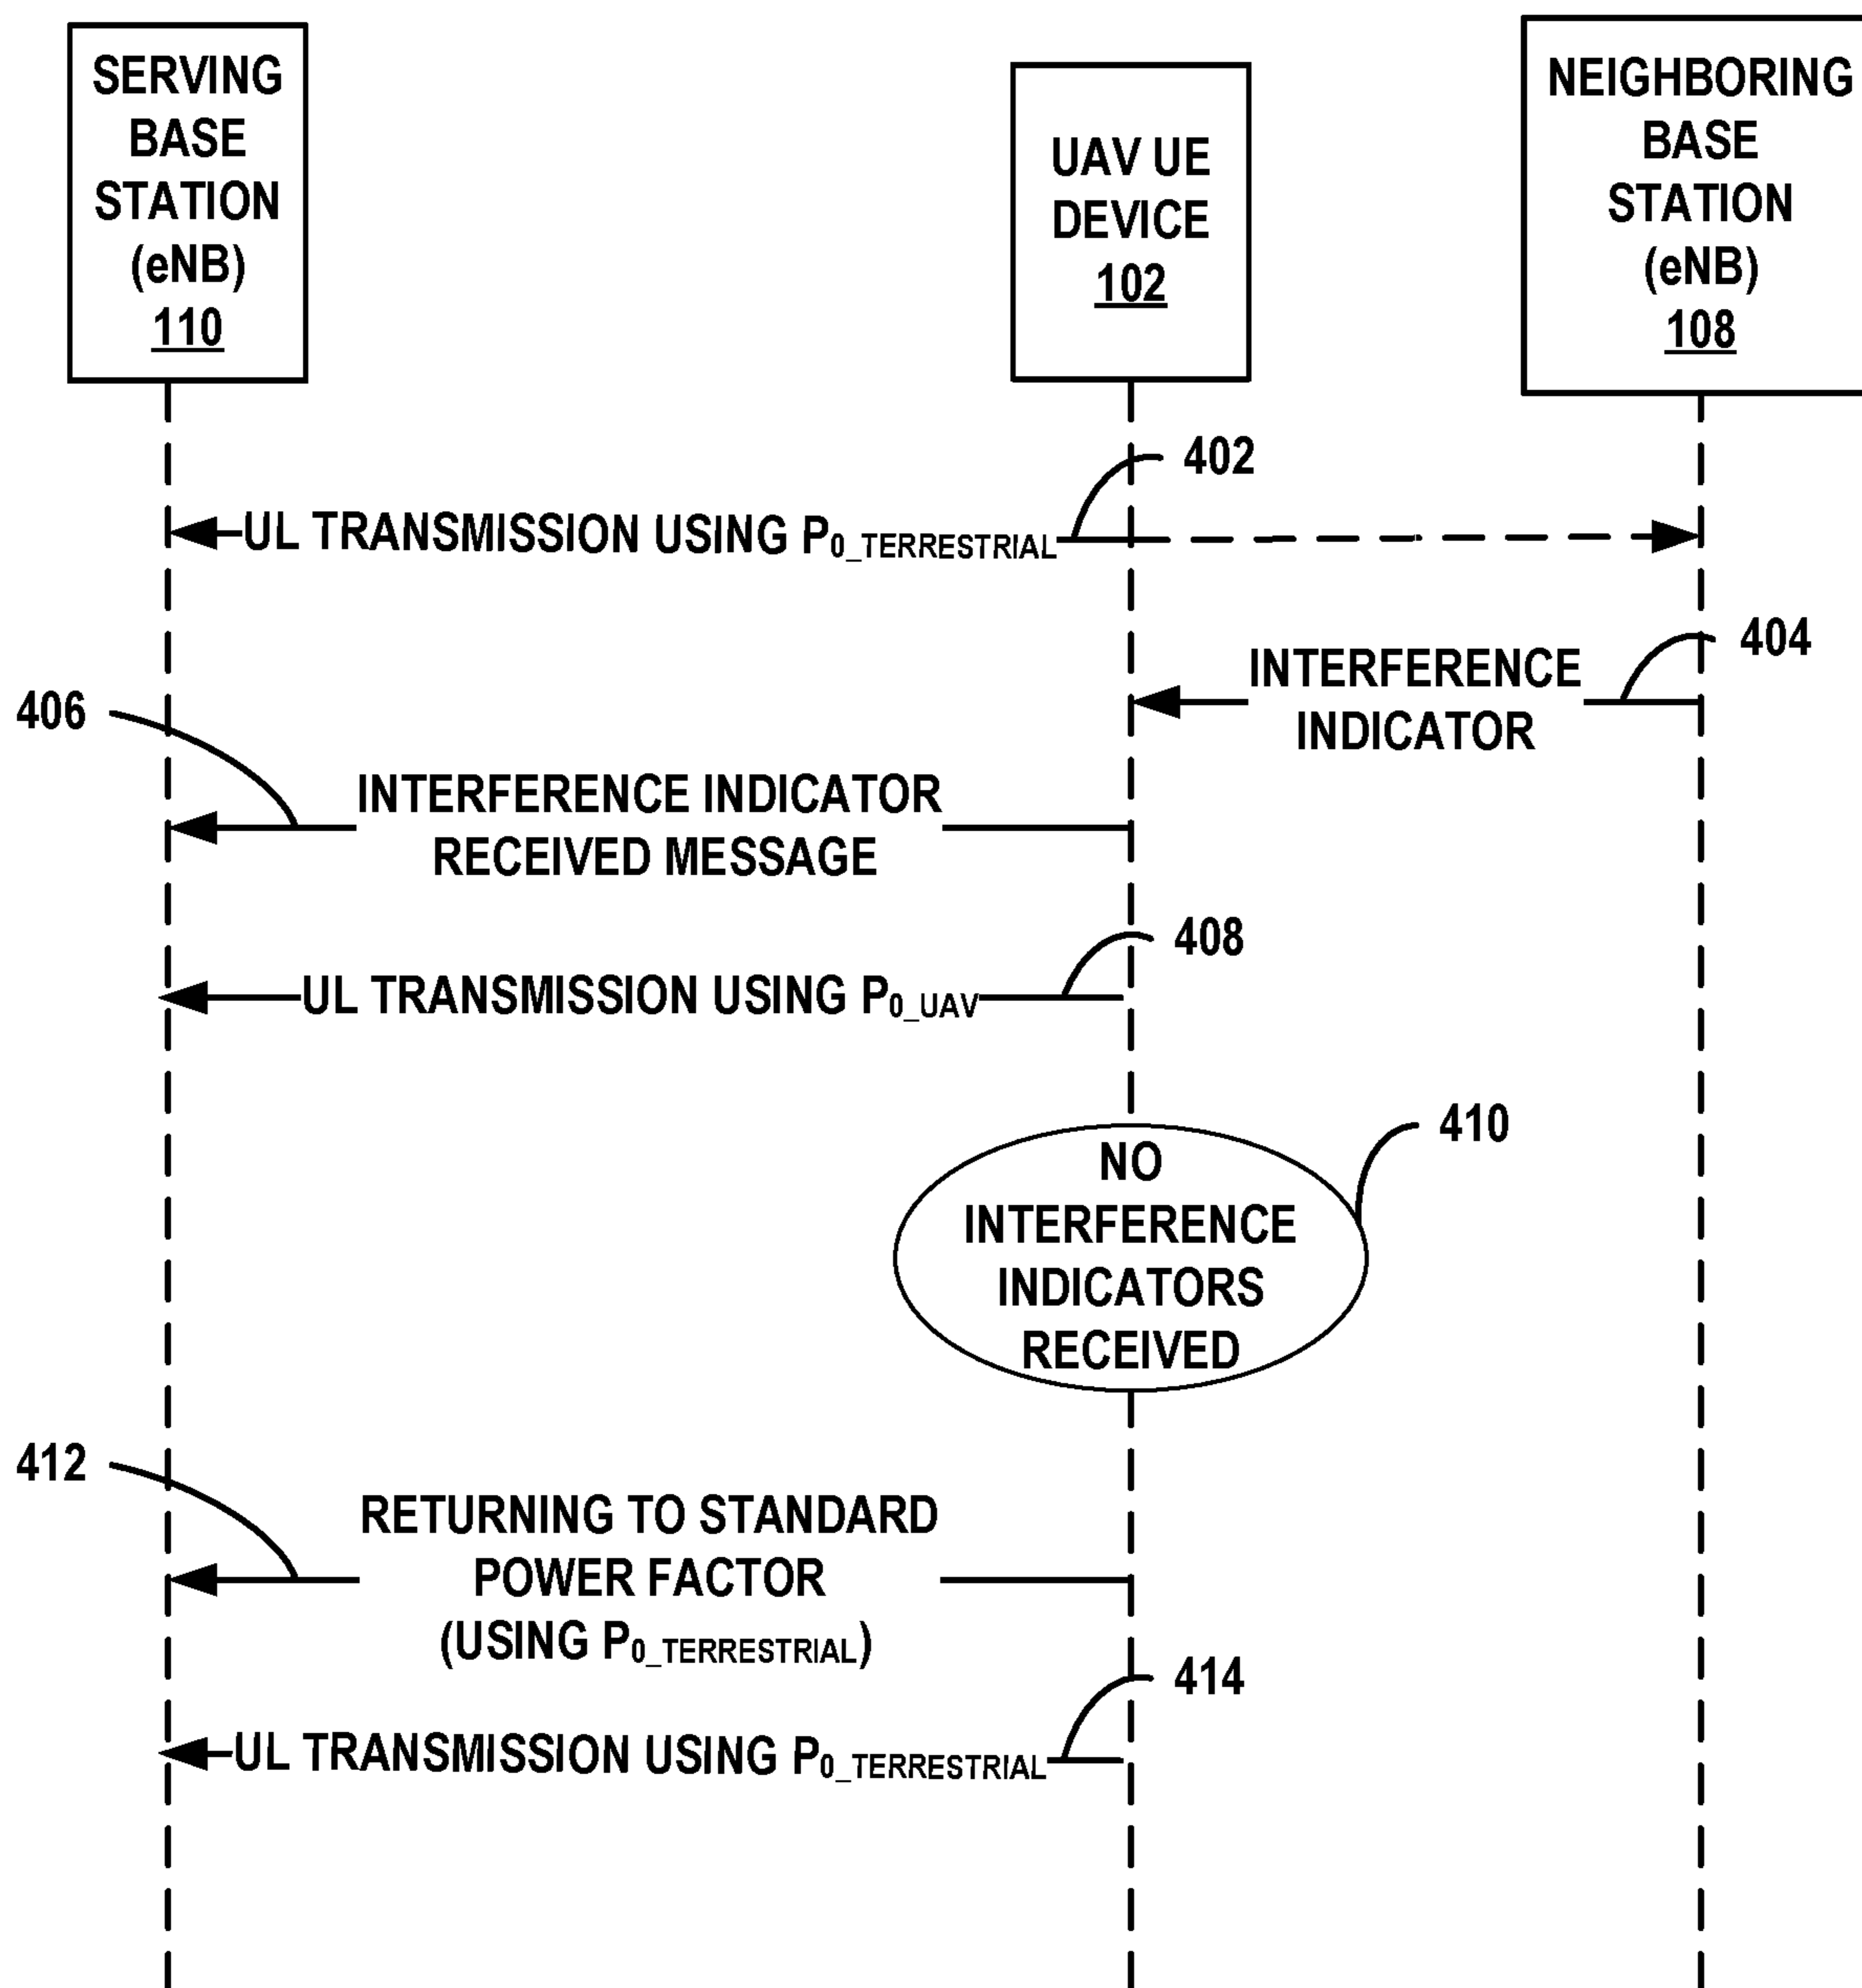 SERVING
BASE
STATION
(eNB)
110
UAV UE
DEVICE
102
NEIGHBORING
BASE
STATION
(eNB)
108
402
UL TRANSMISSION USING P0_TERRESTRIAL
404
INTERFERENCE
INDICATOR
406
INTERFERENCE INDICATOR
RECEIVED MESSAGE
408
UL TRANSMISSION USING P0_UAV
410
NO
INTERFERENCE
INDICATORS
RECEIVED
412
RETURNING TO STANDARD
POWER FACTOR
(USING P0_TERRESTRIAL)
414
UL TRANSMISSION USING P0_TERRESTRIAL